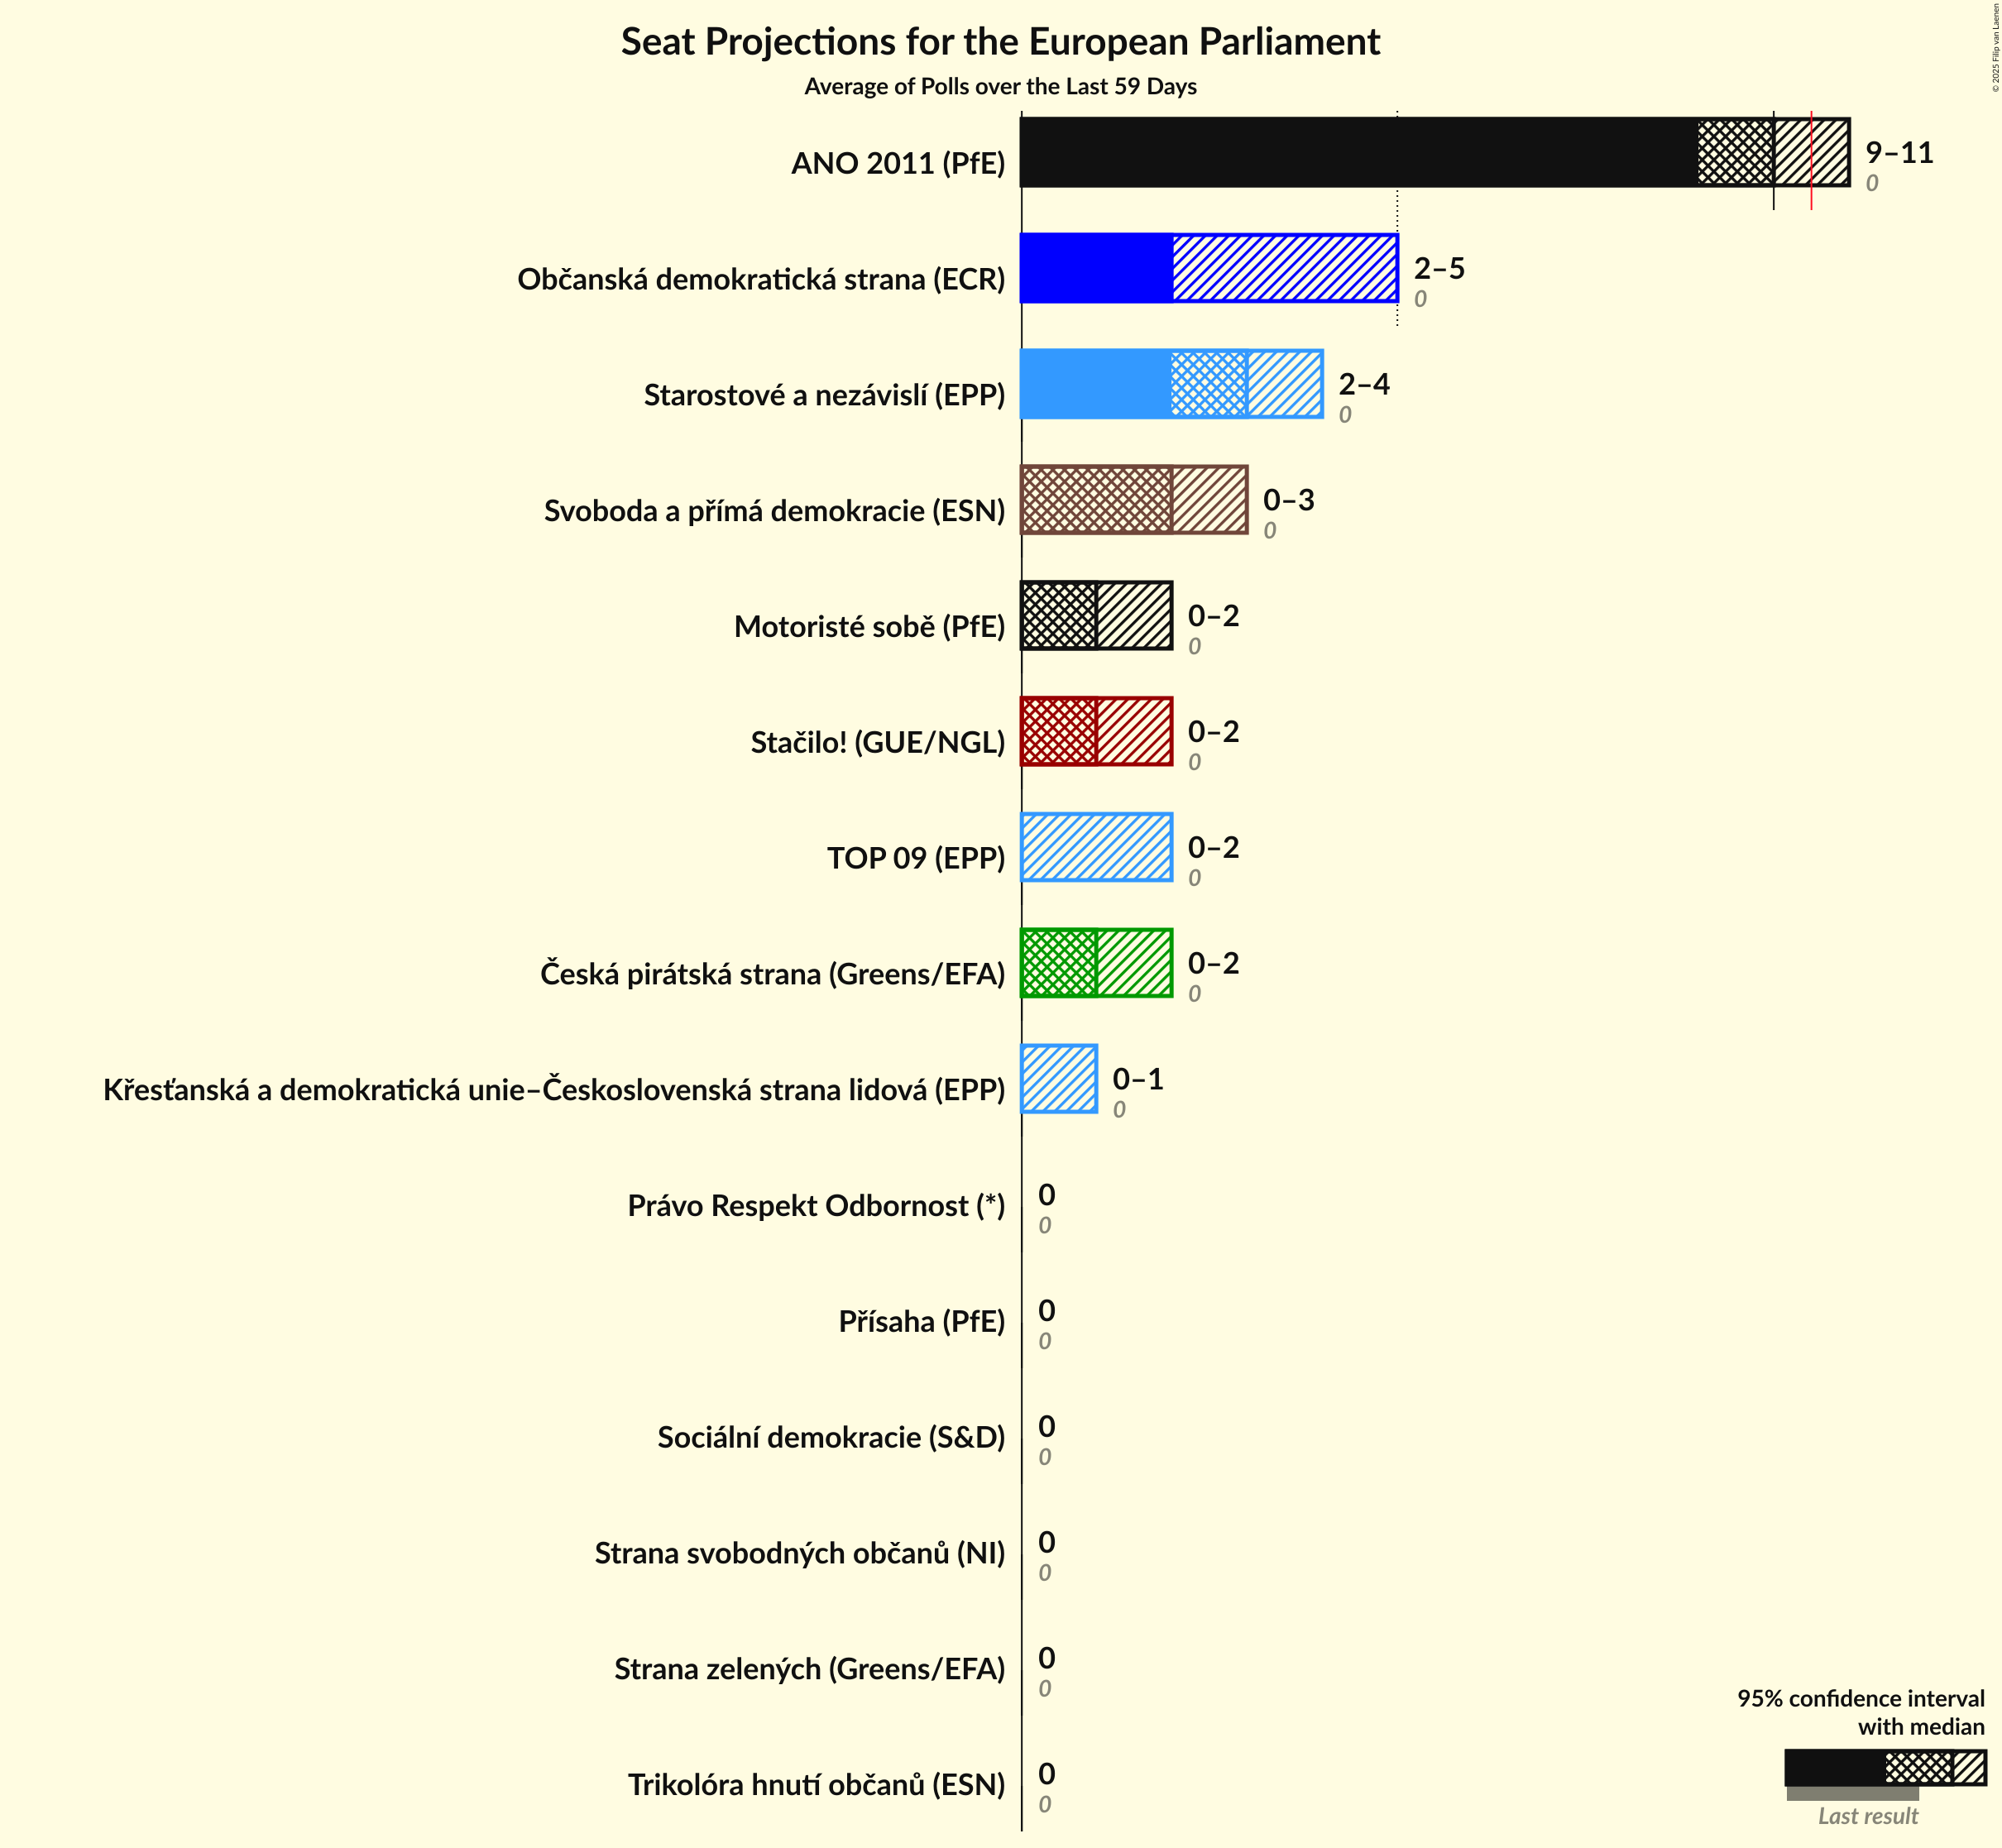 Seat Projections for the European Parliament
Average of Polls over the Last 59 Days
© 2025 Filip van Laenen
ANO 2011 (PfE)
9–11
0
Občanská demokratická strana (ECR)
2–5
0
Starostové a nezávislí (EPP)
2–4
0
Svoboda a přímá demokracie (ESN)
0–3
0
Motoristé sobě (PfE)
0–2
0
Stačilo! (GUE/NGL)
0–2
0
TOP 09 (EPP)
0–2
0
Česká pirátská strana (Greens/EFA)
0–2
0
Křesťanská a demokratická unie–Československá strana lidová (EPP)
0–1
0
Právo Respekt Odbornost (*)
0
0
Přísaha (PfE)
0
0
Sociální demokracie (S&D)
0
0
Strana svobodných občanů (NI)
0
0
Strana zelených (Greens/EFA)
0
0
Trikolóra hnutí občanů (ESN)
0
0
95% confidence interval
with median
Last result